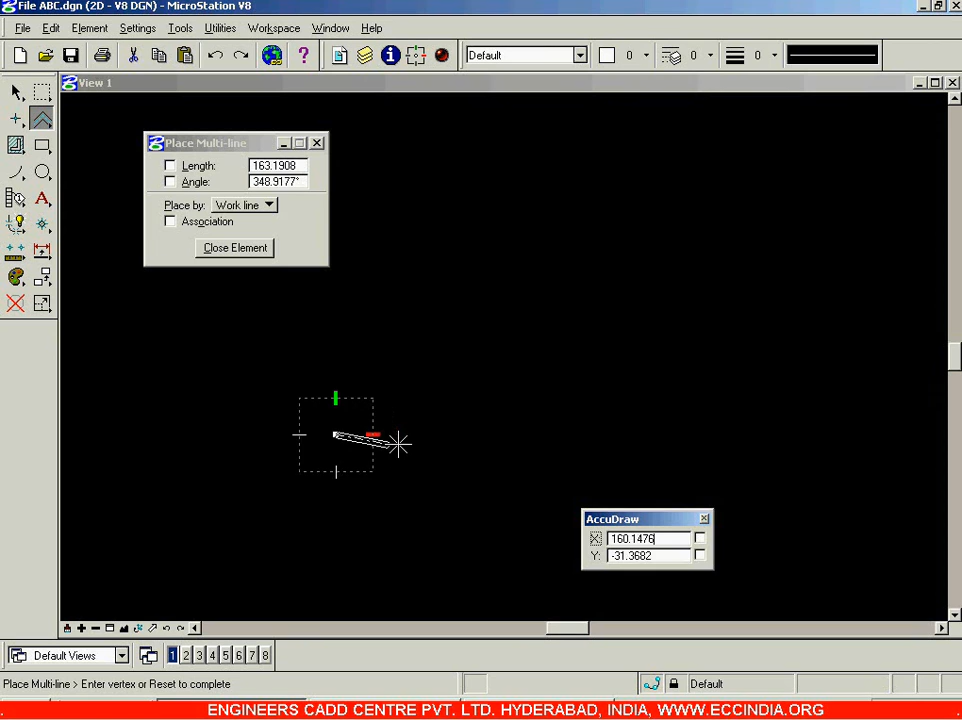 File ABC.dgn (2D - V8 DGN) - MicroStation V8
File Edit Element Settings Tools Utilities Workspace Window Help
Default 0 0 0
View 1
Place Multi-line
Length: 163.1908
Angle: 348.9177°
Place by: Work line
Association
Close Element
AccuDraw
X: 160.1476
Y: -31.3682
Default Views 1 2 3 4 5 6 7 8
Place Multi-line > Enter vertex or Reset to complete Default
ENGINEERS CADD CENTRE PVT. LTD. HYDERABAD, INDIA, WWW.ECCINDIA.ORG